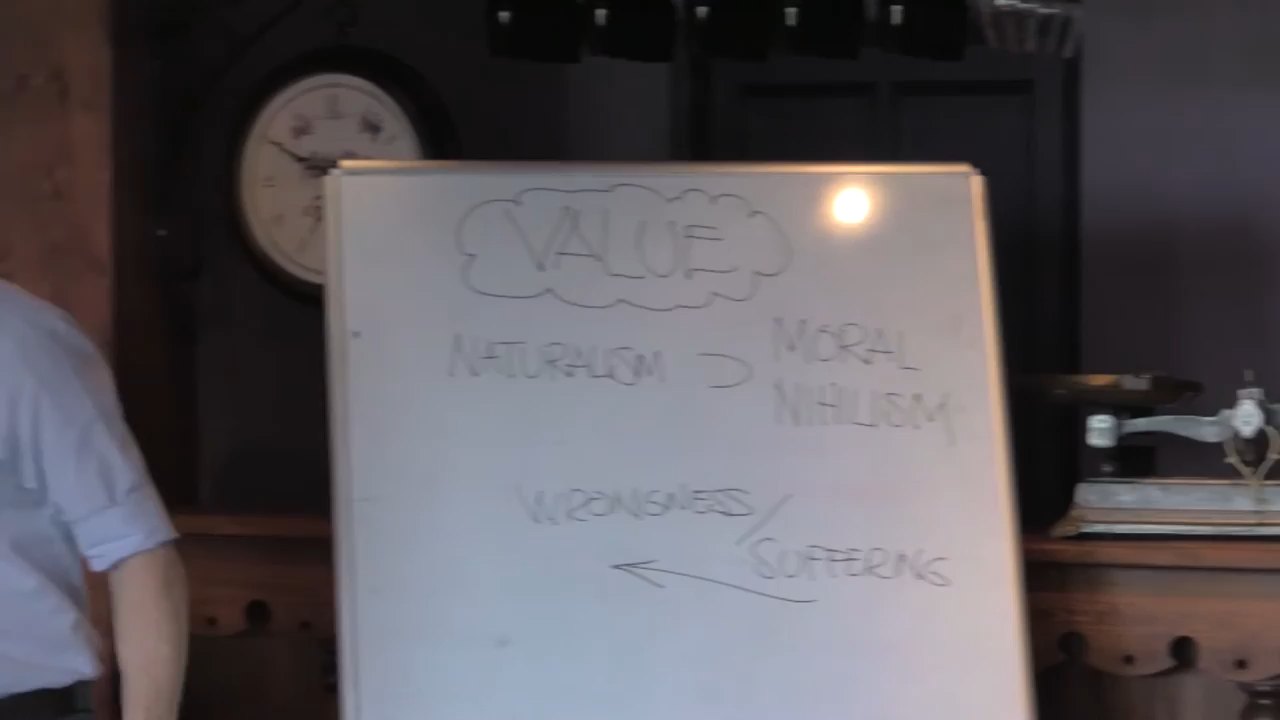 VALUE
NATURALISM ⊃ MORAL
NIHILISM
WRONGNESS/
SUFFERING